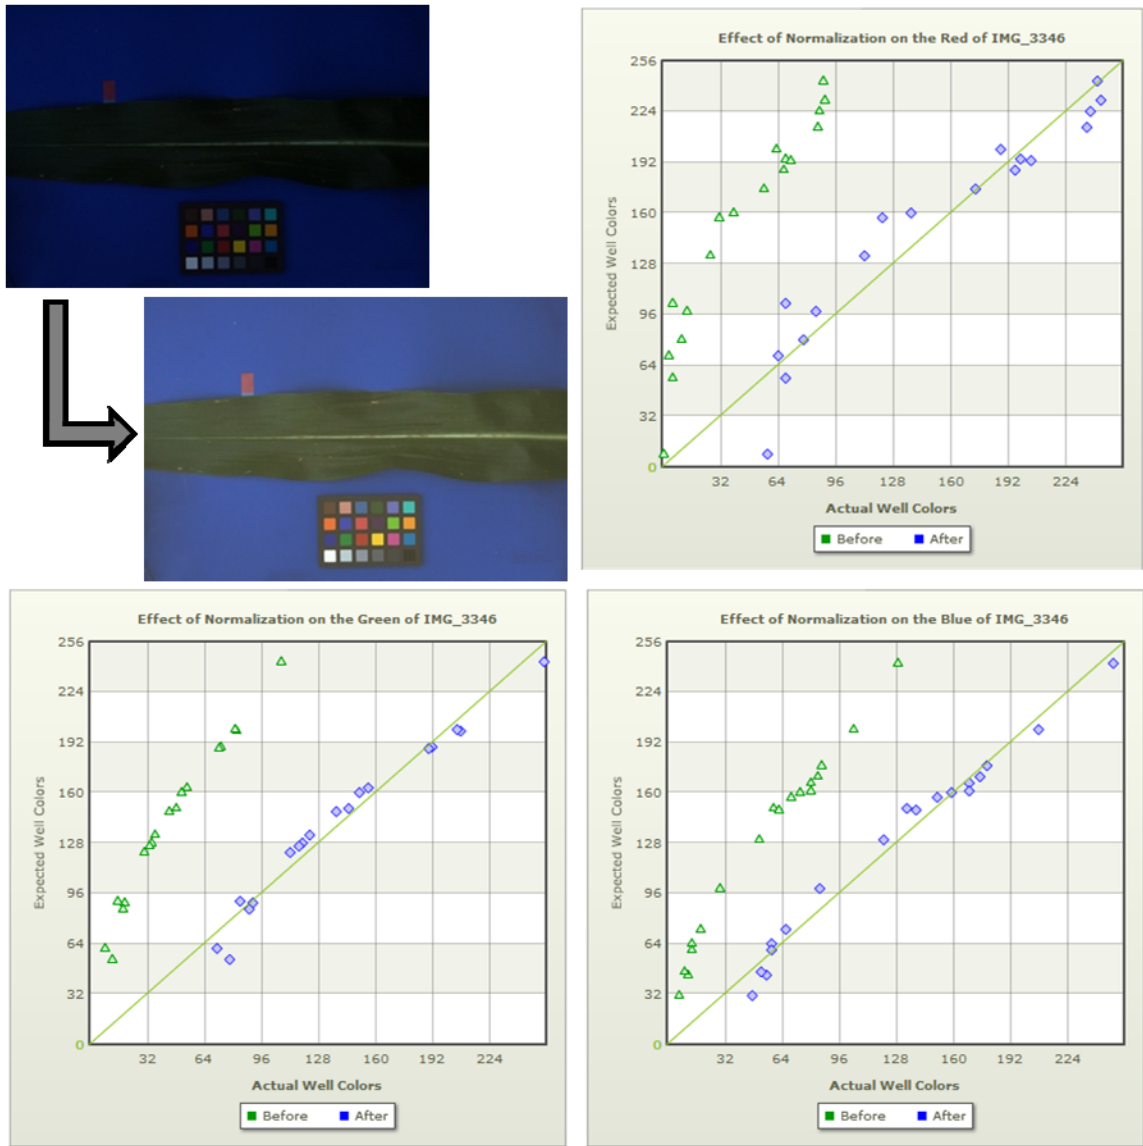 Effect of Normalization on the Red of IMG_3346
Expected Well Colors
256
224
192
160
128
96
64
32
0
32 64 96 128 160 192 224
Actual Well Colors
Before After
Effect of Normalization on the Green of IMG_3346
Expected Well Colors
256
224
192
160
128
96
64
32
0
32 64 96 128 160 192 224
Actual Well Colors
Before After
Effect of Normalization on the Blue of IMG_3346
Expected Well Colors
256
224
192
160
128
96
64
32
0
32 64 96 128 160 192 224
Actual Well Colors
Before After